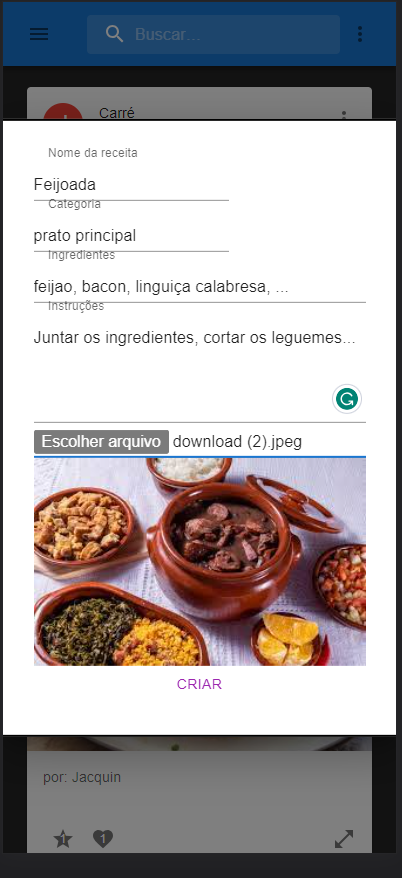 Buscar...
Carré
Nome da receita
Feijoada
Categoria
prato principal
Ingredientes
feijao, bacon, linguiça calabresa, ...
Instruções
Juntar os ingredientes, cortar os leguemes...
Escolher arquivo download (2).jpeg
CRIAR
por: Jacquin
1 1